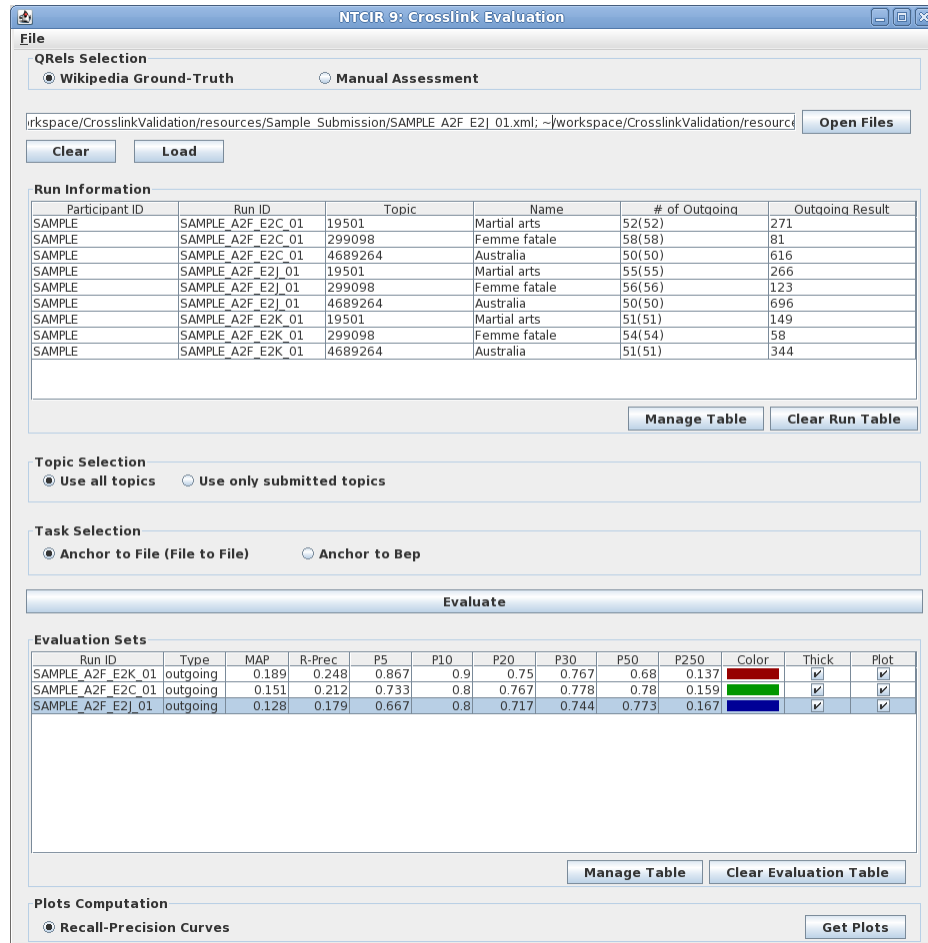 NTCIR 9: Crosslink Evaluation
File
QRels Selection
Wikipedia Ground-Truth Manual Assessment
rkspace/CrosslinkValidation/resources/Sample_Submission/SAMPLE_A2F_E2J_01.xml; ~/workspace/CrosslinkValidation/resource Open Files
Clear Load
Run Information
Participant ID Run ID Topic Name # of Outgoing Outgoing Result
SAMPLE SAMPLE_A2F_E2C_01 19501 Martial arts 52(52) 271
SAMPLE SAMPLE_A2F_E2C_01 299098 Femme fatale 58(58) 81
SAMPLE SAMPLE_A2F_E2C_01 4689264 Australia 50(50) 616
SAMPLE SAMPLE_A2F_E2J_01 19501 Martial arts 55(55) 266
SAMPLE SAMPLE_A2F_E2J_01 299098 Femme fatale 56(56) 123
SAMPLE SAMPLE_A2F_E2J_01 4689264 Australia 50(50) 696
SAMPLE SAMPLE_A2F_E2K_01 19501 Martial arts 51(51) 149
SAMPLE SAMPLE_A2F_E2K_01 299098 Femme fatale 54(54) 58
SAMPLE SAMPLE_A2F_E2K_01 4689264 Australia 51(51) 344
Manage Table Clear Run Table
Topic Selection
Use all topics Use only submitted topics
Task Selection
Anchor to File (File to File) Anchor to Bep
Evaluate
Evaluation Sets
Run ID Type MAP R-Prec P5 P10 P20 P30 P50 P250 Color Thick Plot
SAMPLE_A2F_E2K_01 outgoing 0.189 0.248 0.867 0.9 0.75 0.767 0.68 0.137
SAMPLE_A2F_E2C_01 outgoing 0.151 0.212 0.733 0.8 0.767 0.778 0.78 0.159
SAMPLE_A2F_E2J_01 outgoing 0.128 0.179 0.667 0.8 0.717 0.744 0.773 0.167
Manage Table Clear Evaluation Table
Plots Computation
Recall-Precision Curves Get Plots